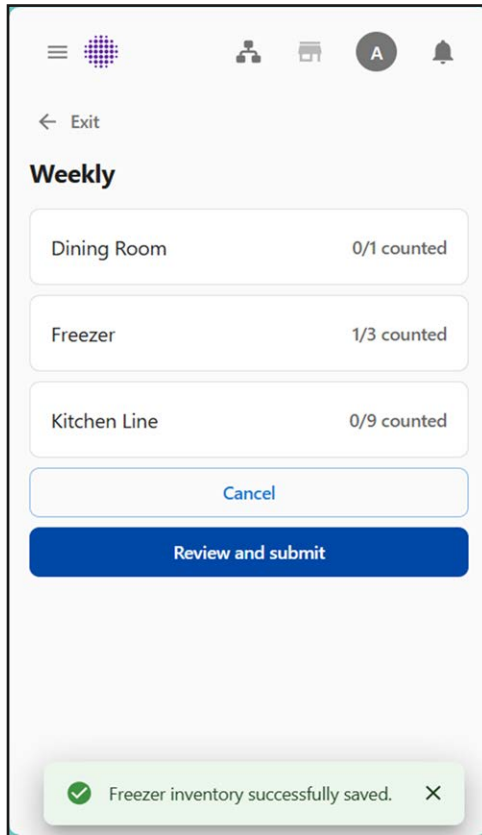 A
Exit
Weekly
Dining Room 0/1 counted
Freezer 1/3 counted
Kitchen Line 0/9 counted
Cancel
Review and submit
Freezer inventory successfully saved.